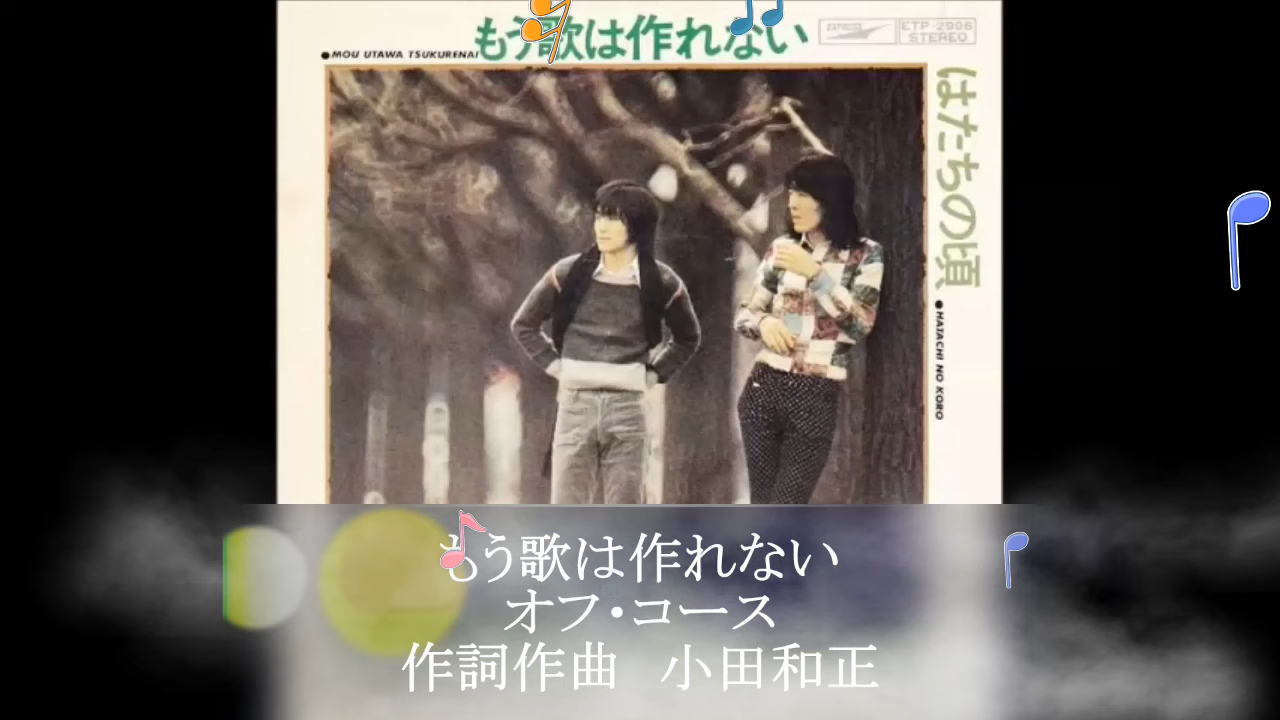 もう歌は作れない
●MOU UTAWA TSUKURENAI
EXPRESS
ETP-2996
STEREO
はたちの頃
●HATACHI NO KORO
もう歌は作れない
オフ・コース
作詞作曲 小田和正